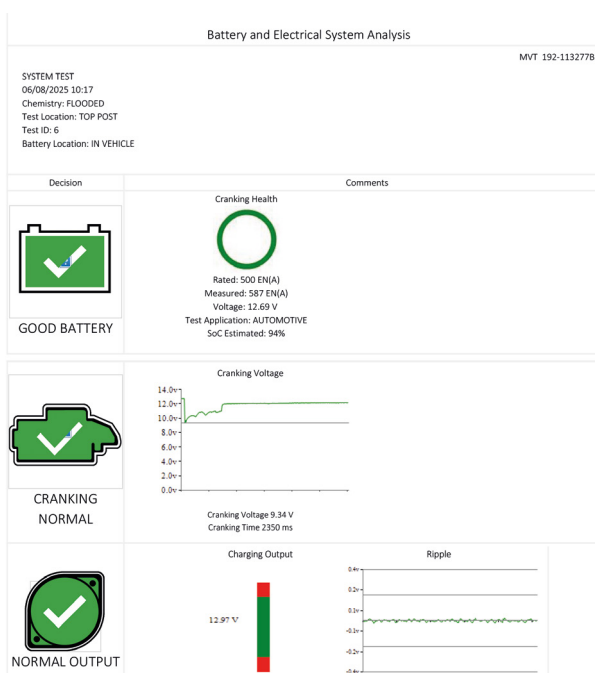 Battery and Electrical System Analysis
MVT 192-113277B
SYSTEM TEST
06/08/2025 10:17
Chemistry: FLOODED
Test Location: TOP POST
Test ID: 6
Battery Location: IN VEHICLE
Decision
Comments
Cranking Health
Rated: 500 EN(A)
Measured: 587 EN(A)
Voltage: 12.69 V
Test Application: AUTOMOTIVE
SoC Estimated: 94%
GOOD BATTERY
Cranking Voltage
14.0v
12.0v
10.0v
8.0v
6.0v
4.0v
2.0v
0.0v
Cranking Voltage 9.34 V
Cranking Time 2350 ms
CRANKING
NORMAL
Charging Output
Ripple
12.97 V
0.4v
0.2v
0.1v
-0.1v
-0.2v
-0.4v
NORMAL OUTPUT